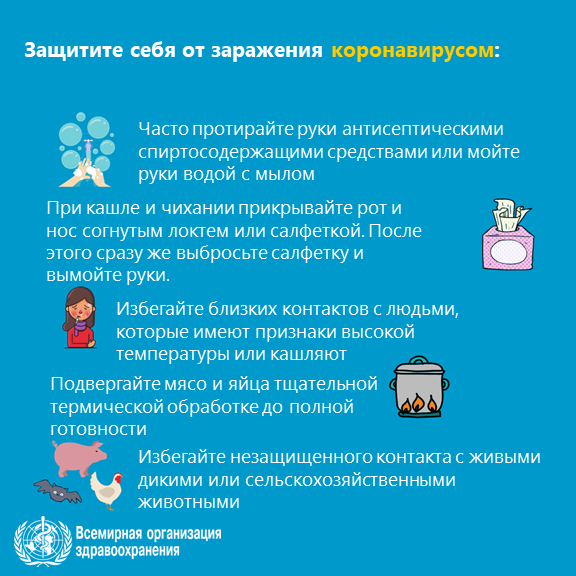 Защитите себя от заражения коронавирусом:
Часто протирайте руки антисептическими
спиртосодержащими средствами или мойте
руки водой с мылом
При кашле и чихании прикрывайте рот и
нос согнутым локтем или салфеткой. После
этого сразу же выбросьте салфетку и
вымойте руки.
Избегайте близких контактов с людьми,
которые имеют признаки высокой
температуры или кашляют
Подвергайте мясо и яйца тщательной
термической обработке до полной
готовности
Избегайте незащищенного контакта с живыми
дикими или сельскохозяйственными
животными
Всемирная организация
здравоохранения